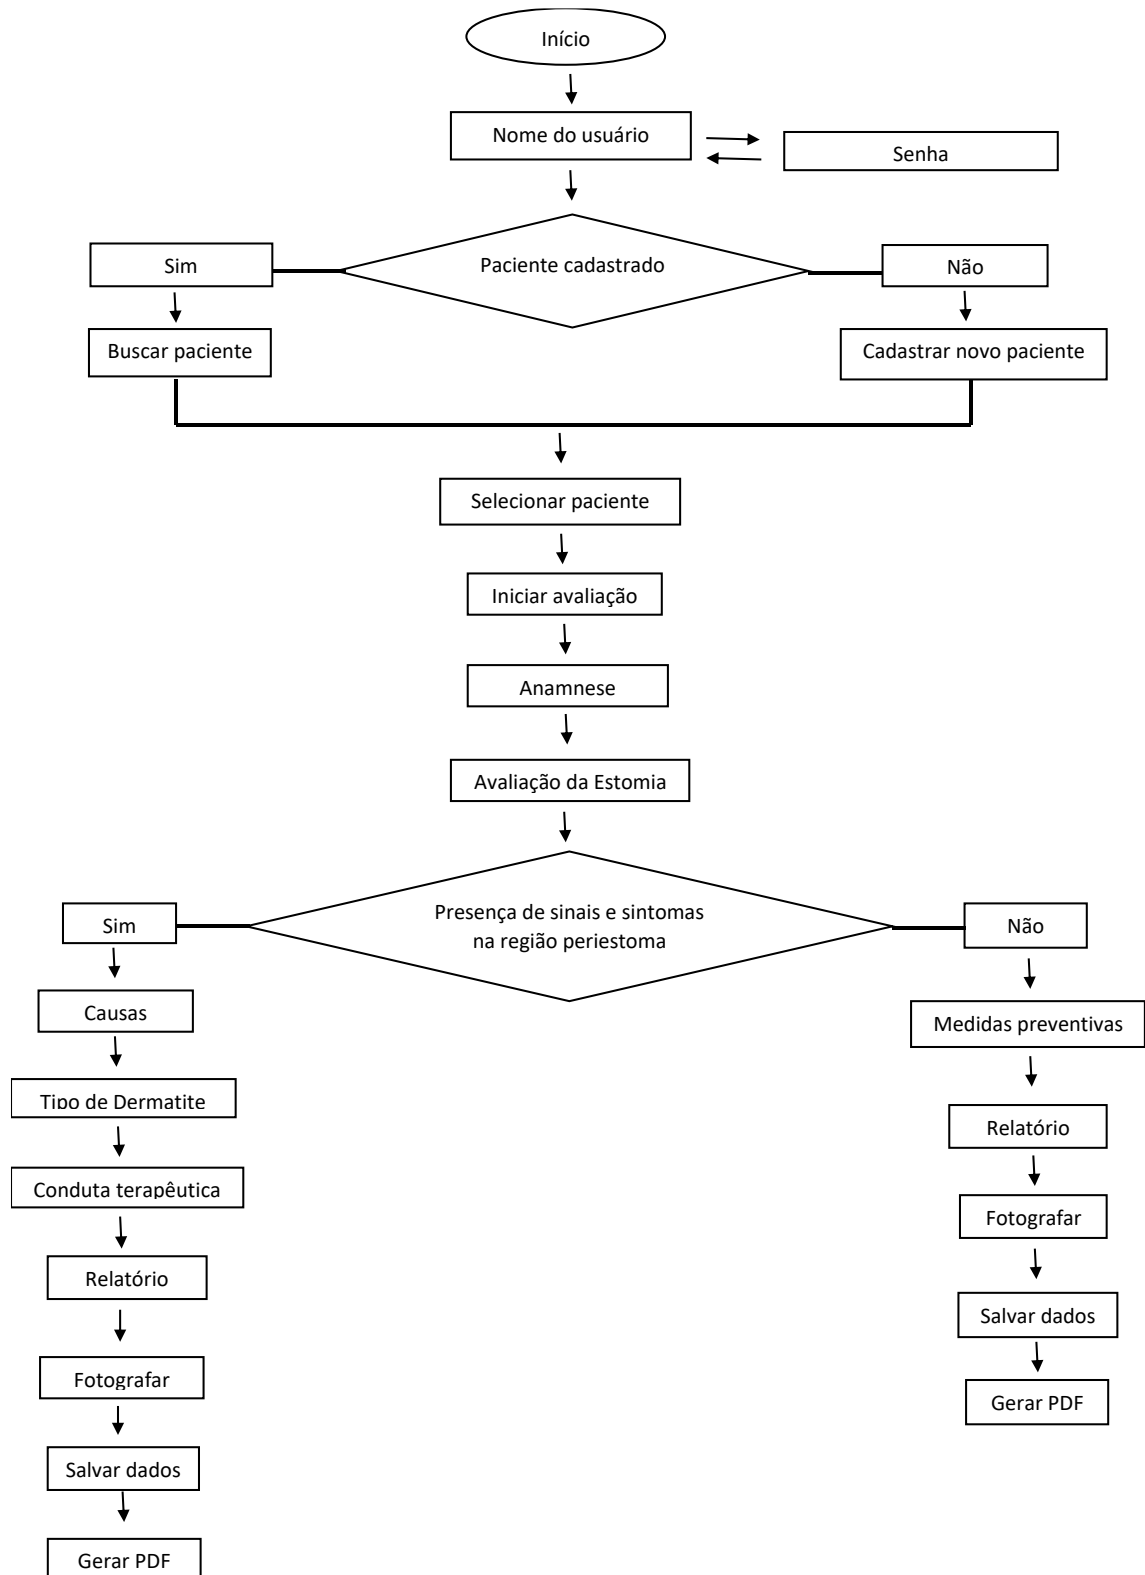 Início
Nome do usuário
Senha
Sim
Paciente cadastrado
Não
Buscar paciente
Cadastrar novo paciente
Selecionar paciente
Iniciar avaliação
Anamnese
Avaliação da Estomia
Presença de sinais e sintomas
na região periestoma
Sim
Não
Causas
Medidas preventivas
Tipo de Dermatite
Relatório
Conduta terapêutica
Fotografar
Relatório
Salvar dados
Fotografar
Gerar PDF
Salvar dados
Gerar PDF